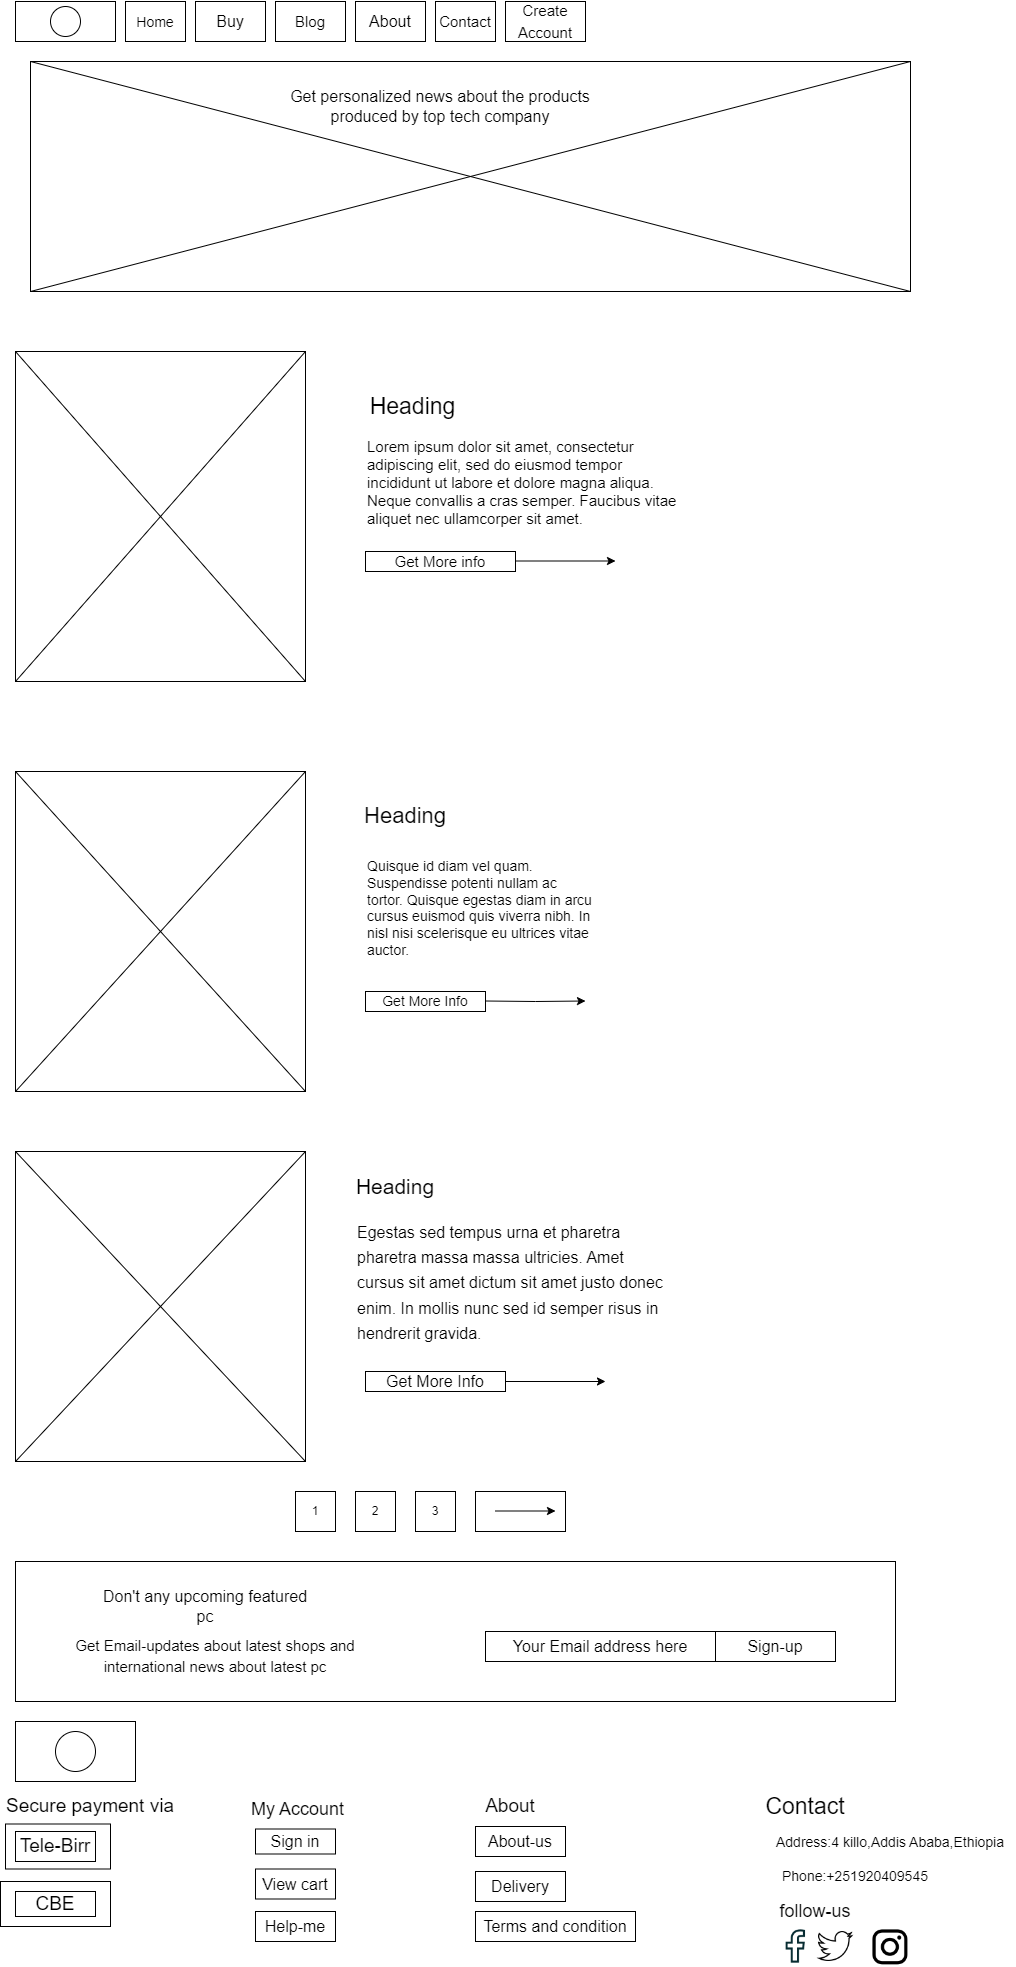 Home
Buy
Blog
About
Contact
Create
Account
Get personalized news about the products
produced by top tech company
Heading
Lorem ipsum dolor sit amet, consectetur
adipiscing elit, sed do eiusmod tempor
incididunt ut labore et dolore magna aliqua.
Neque convallis a cras semper. Faucibus vitae
aliquet nec ullamcorper sit amet.
Get More info
Heading
Quisque id diam vel quam.
Suspendisse potenti nullam ac
tortor. Quisque egestas diam in arcu
cursus euismod quis viverra nibh. In
nisl nisi scelerisque eu ultrices vitae
auctor.
Get More Info
Heading
Egestas sed tempus urna et pharetra
pharetra massa massa ultricies. Amet
cursus sit amet dictum sit amet justo donec
enim. In mollis nunc sed id semper risus in
hendrerit gravida.
Get More Info
1
2
3
Don't any upcoming featured
pc
Get Email-updates about latest shops and
international news about latest pc
Your Email address here
Sign-up
Secure payment via
Tele-Birr
CBE
My Account
Sign in
View cart
Help-me
About
About-us
Delivery
Terms and condition
Contact
Address:4 killo,Addis Ababa,Ethiopia
Phone:+251920409545
follow-us